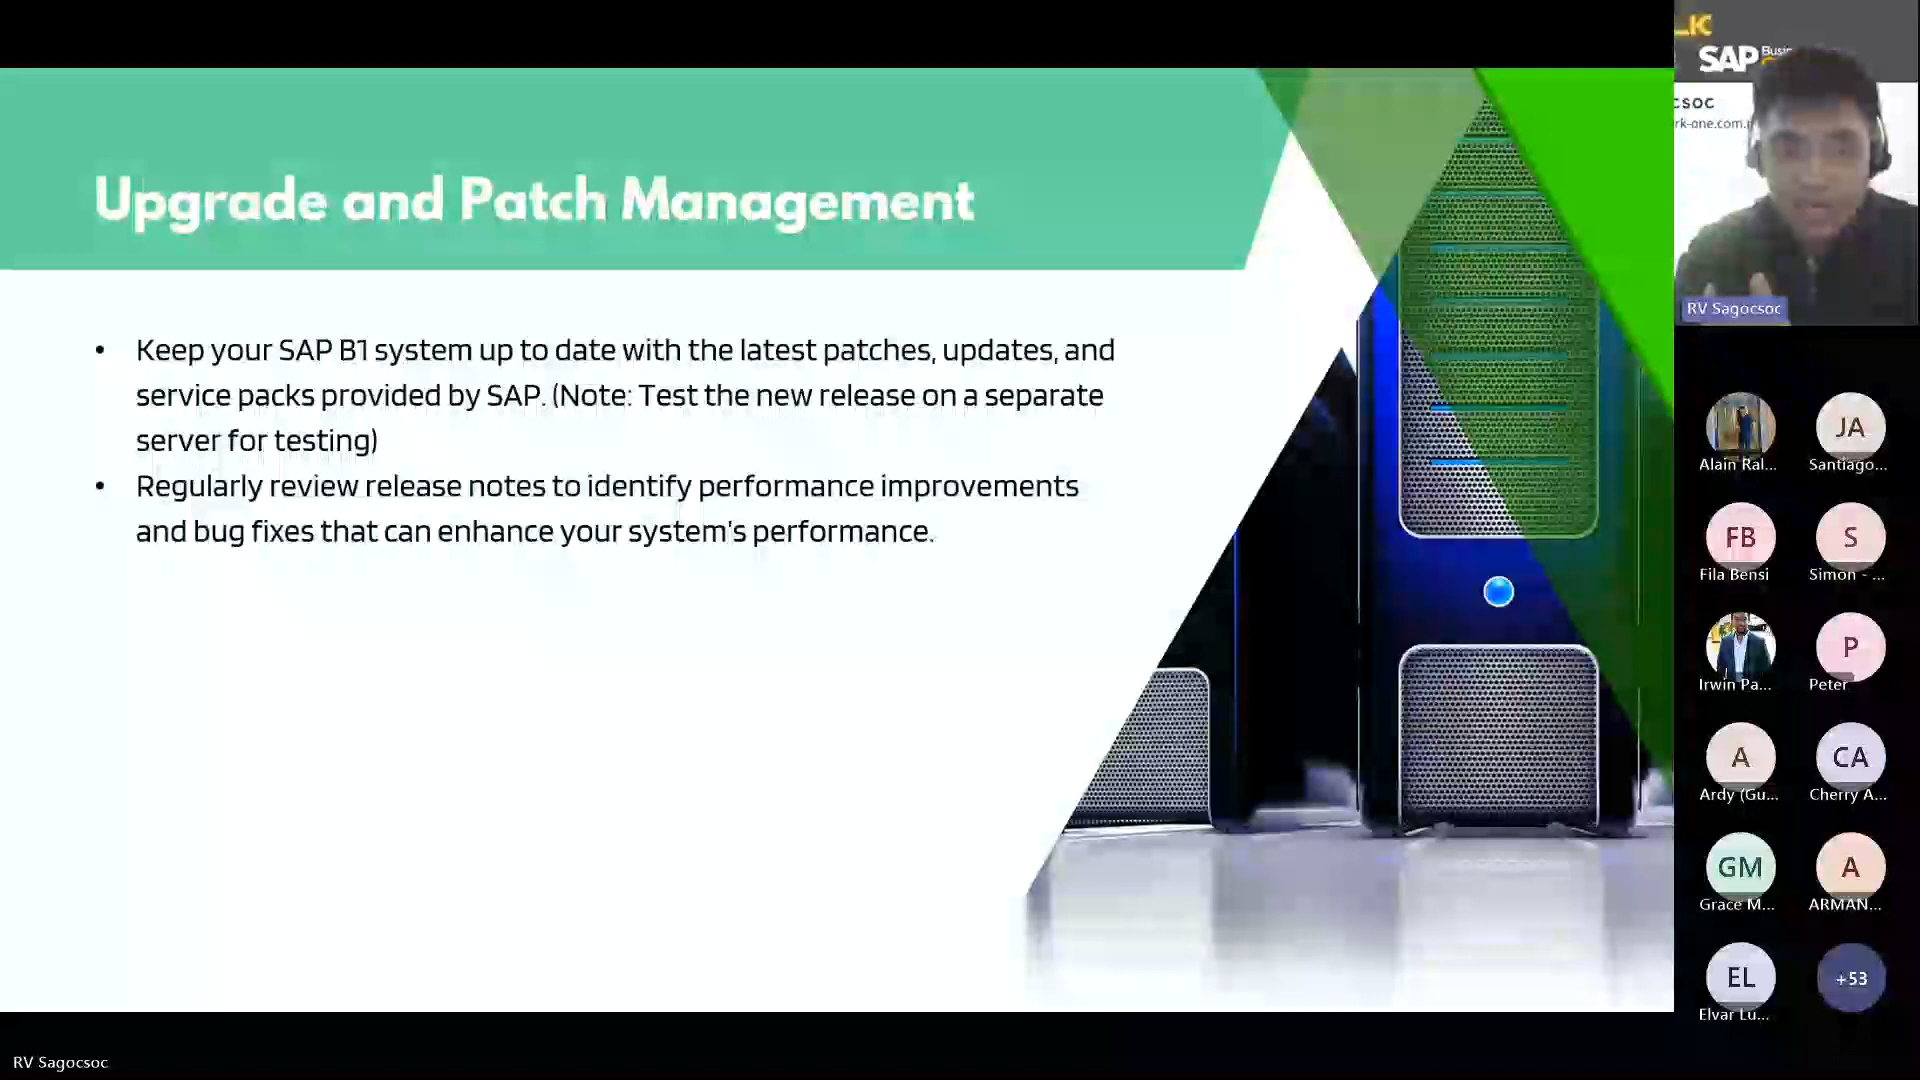 Upgrade and Patch Management
• Keep your SAP B1 system up to date with the latest patches, updates, and
service packs provided by SAP. (Note: Test the new release on a separate
server for testing)
• Regularly review release notes to identify performance improvements
and bug fixes that can enhance your system's performance.
SAP
RV Sagocsoc
Alain Ral...
JA
Santiago...
FB
Fila Bensi
S
Simon - ...
Irwin Pa...
P
Peter
A
Ardy (Gu...
CA
Cherry A...
GM
Grace M...
A
ARMAN...
EL
Elvar Lu...
+53
RV Sagocsoc